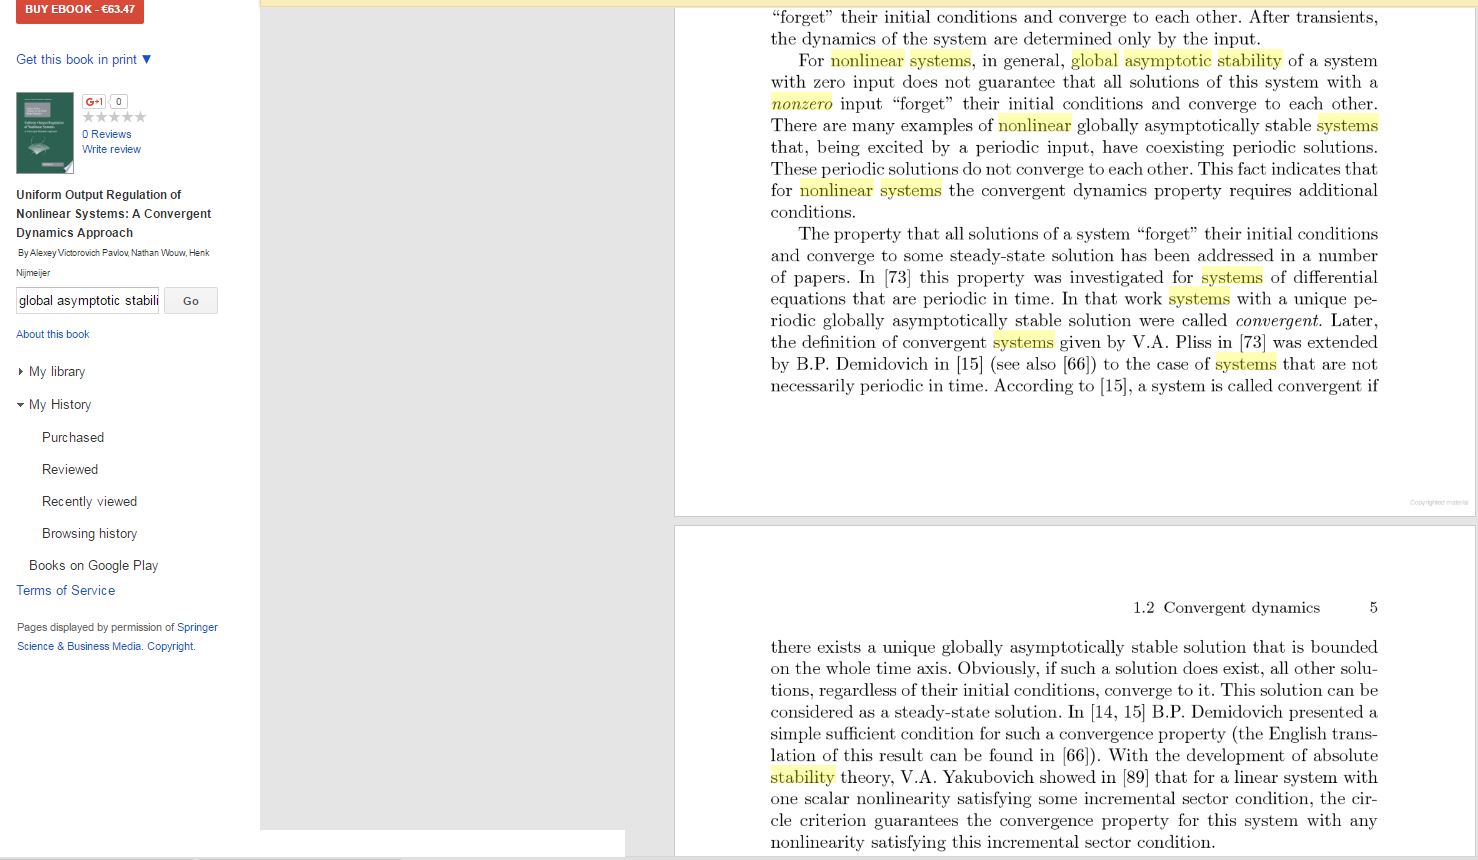 BUY EBOOK - €63.47
Get this book in print ▼
G+1 0
0 Reviews
Write review
Uniform Output Regulation of
Nonlinear Systems: A Convergent
Dynamics Approach
By Alexey Victorovich Pavlov, Nathan Wouw, Henk
Nijmeijer
global asymptotic stabili Go
About this book
My library
My History
Purchased
Reviewed
Recently viewed
Browsing history
Books on Google Play
Terms of Service
Pages displayed by permission of Springer
Science & Business Media. Copyright.
“forget” their initial conditions and converge to each other. After transients,
the dynamics of the system are determined only by the input.
For nonlinear systems, in general, global asymptotic stability of a system
with zero input does not guarantee that all solutions of this system with a
nonzero input “forget” their initial conditions and converge to each other.
There are many examples of nonlinear globally asymptotically stable systems
that, being excited by a periodic input, have coexisting periodic solutions.
These periodic solutions do not converge to each other. This fact indicates that
for nonlinear systems the convergent dynamics property requires additional
conditions.
The property that all solutions of a system “forget” their initial conditions
and converge to some steady-state solution has been addressed in a number
of papers. In [73] this property was investigated for systems of differential
equations that are periodic in time. In that work systems with a unique pe-
riodic globally asymptotically stable solution were called convergent. Later,
the definition of convergent systems given by V.A. Pliss in [73] was extended
by B.P. Demidovich in [15] (see also [66]) to the case of systems that are not
necessarily periodic in time. According to [15], a system is called convergent if
Copyrighted material
1.2 Convergent dynamics 5
there exists a unique globally asymptotically stable solution that is bounded
on the whole time axis. Obviously, if such a solution does exist, all other solu-
tions, regardless of their initial conditions, converge to it. This solution can be
considered as a steady-state solution. In [14, 15] B.P. Demidovich presented a
simple sufficient condition for such a convergence property (the English trans-
lation of this result can be found in [66]). With the development of absolute
stability theory, V.A. Yakubovich showed in [89] that for a linear system with
one scalar nonlinearity satisfying some incremental sector condition, the cir-
cle criterion guarantees the convergence property for this system with any
nonlinearity satisfying this incremental sector condition.